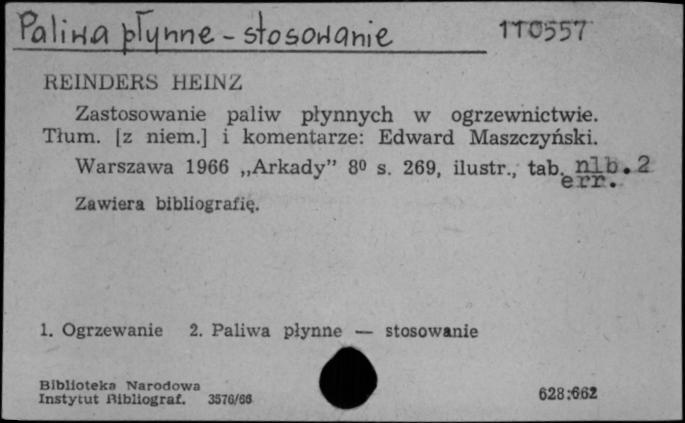 Paliwa płynne - stosowanie 110557
REINDERS HEINZ
Zastosowanie paliw płynnych w ogrzewnictwie.
Tłum. [z niem.] i komentarze: Edward Maszczyński.
Warszawa 1966 „Arkady” 8⁰ s. 269, ilustr., tab. nlb. 2
err.
Zawiera bibliografię.
1. Ogrzewanie 2. Paliwa płynne — stosowanie
Biblioteka Narodowa
Instytut Bibliograf. 3576/66 628:662